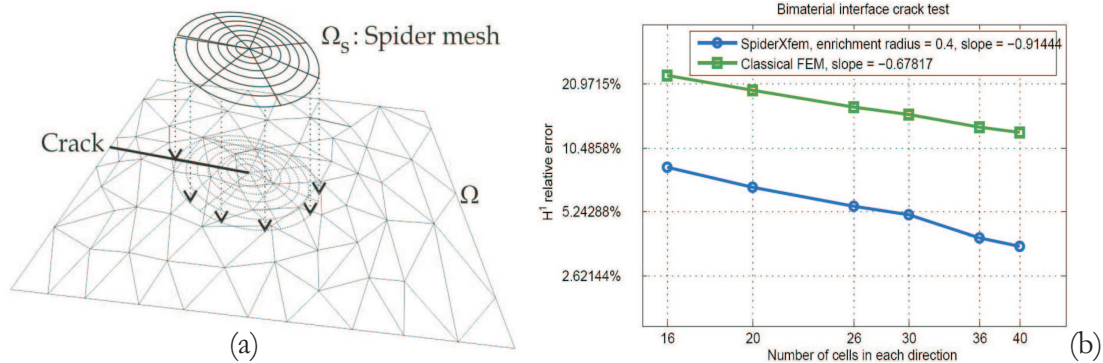 Ωs : Spider mesh
Crack
Ω
(a)
Bimaterial interface crack test
SpiderXfem, enrichment radius = 0.4, slope = −0.91444
Classical FEM, slope = −0.67817
20.9715%
10.4858%
5.24288%
2.62144%
H¹ relative error
16 20 26 30 36 40
Number of cells in each direction
(b)